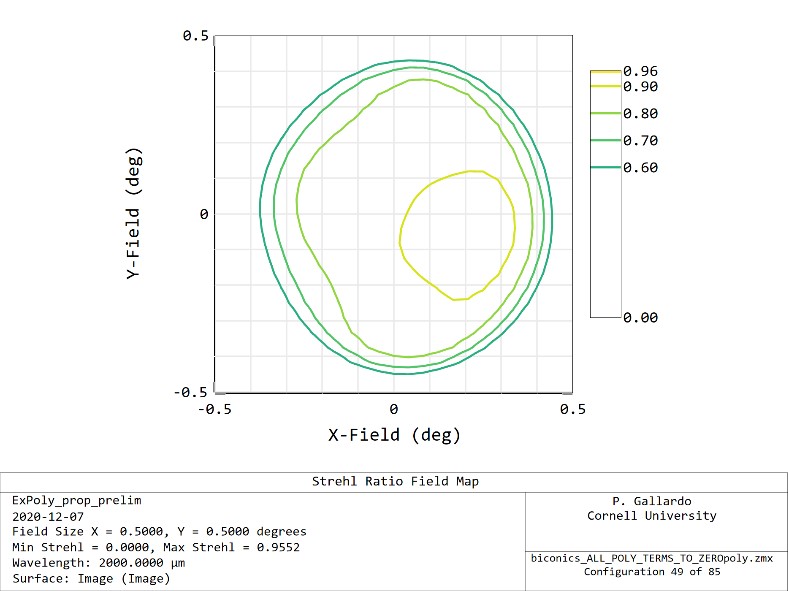 0.5
0
-0.5
Y-Field (deg)
-0.5 0 0.5
X-Field (deg)
0.96
0.90
0.80
0.70
0.60
0.00
Strehl Ratio Field Map
ExPoly_prop_prelim
2020-12-07
Field Size X = 0.5000, Y = 0.5000 degrees
Min Strehl = 0.0000, Max Strehl = 0.9552
Wavelength: 2000.0000 µm
Surface: Image (Image)
P. Gallardo
Cornell University
biconics_ALL_POLY_TERMS_TO_ZEROpoly.zmx
Configuration 49 of 85